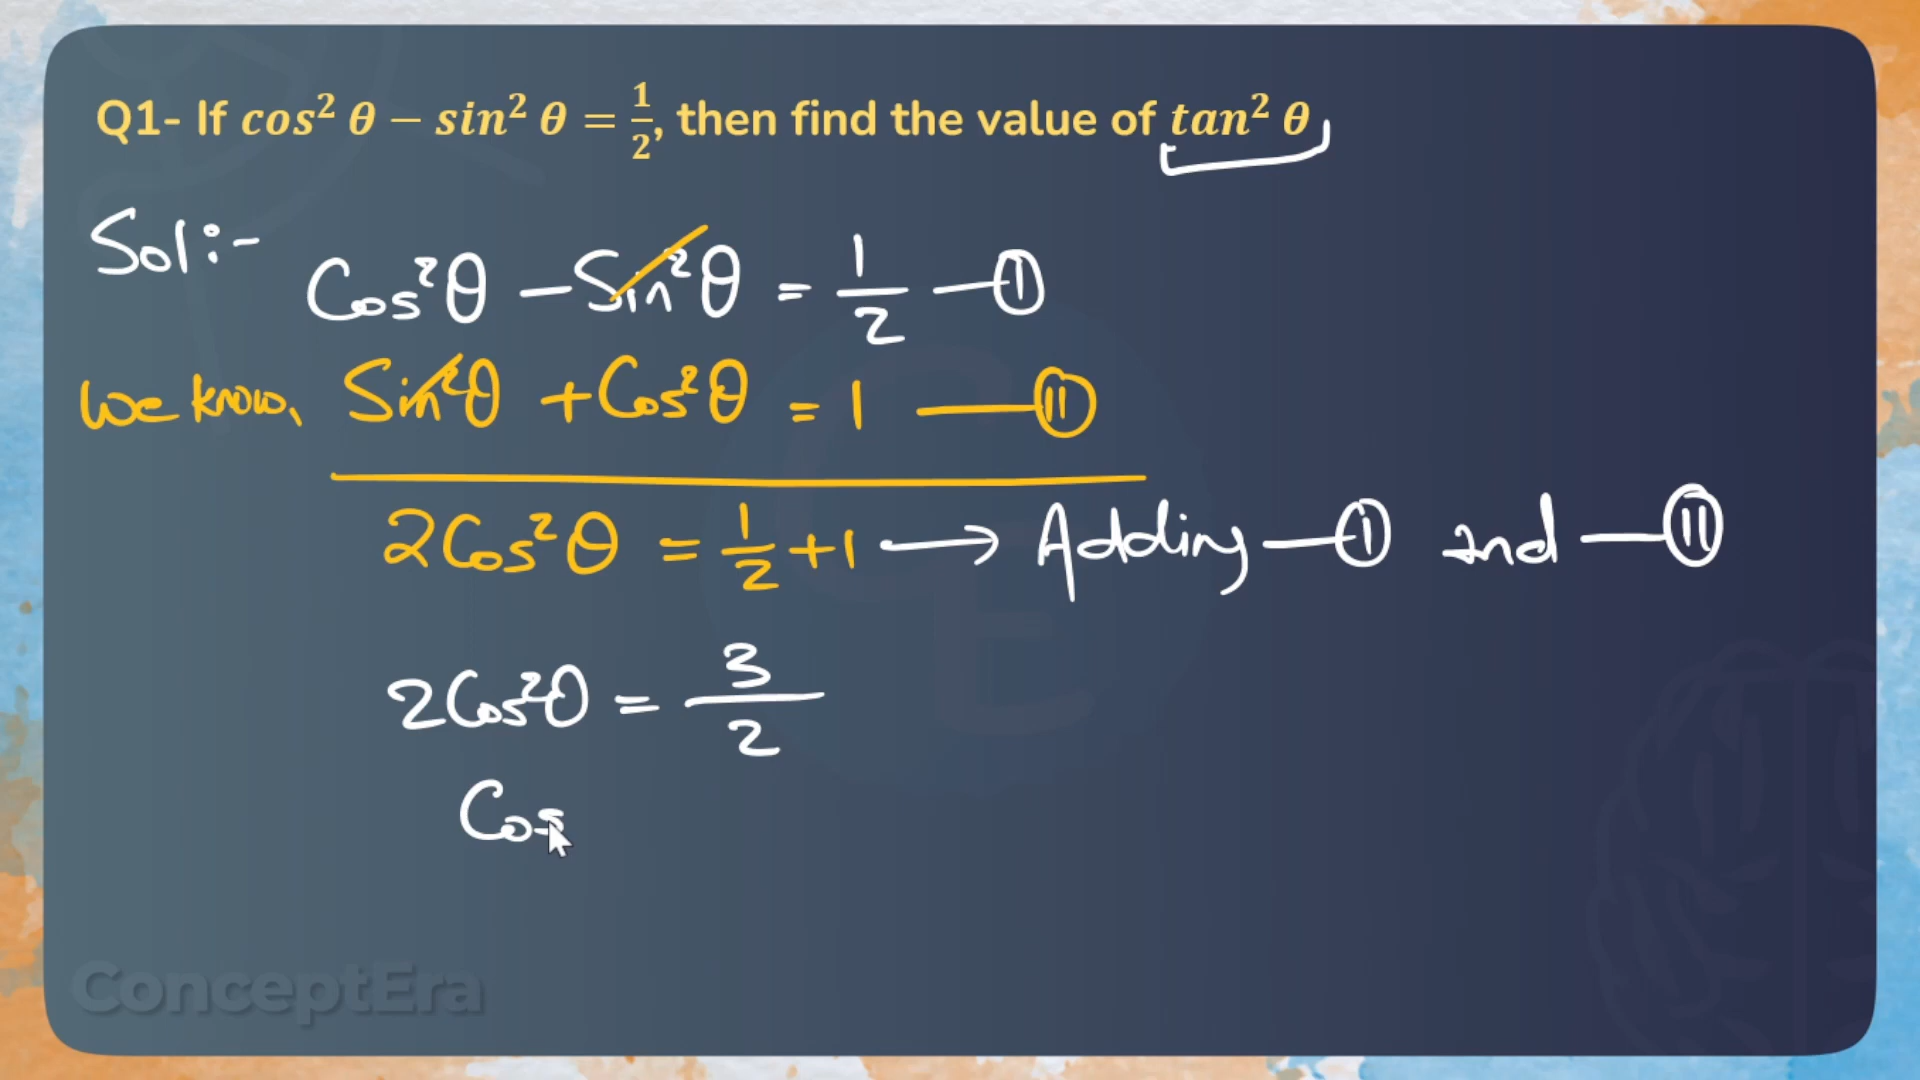 Q1- If cos² θ − sin² θ = 1/2, then find the value of tan² θ
Sol:-
Cos²θ − Sin²θ = 1/2 — ①
We know, Sin²θ + Cos²θ = 1 — ⑪
2Cos²θ = 1/2 + 1 → Adding — ① and — ⑪
2Cos²θ = 3/2
Cos
ConceptEra